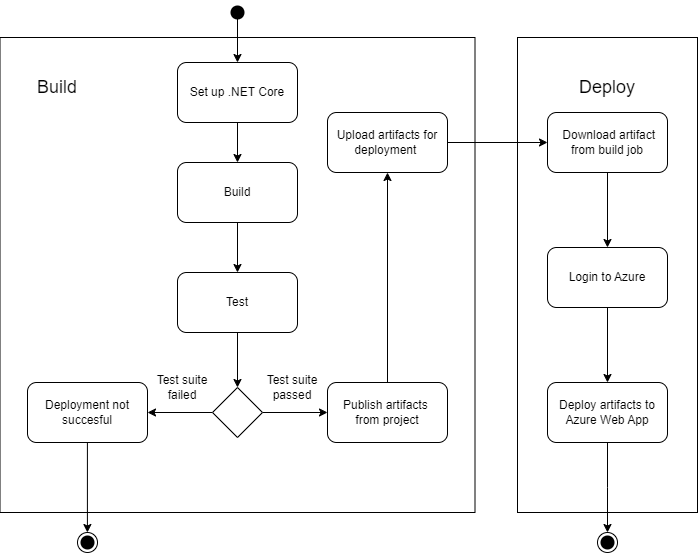 Build
Deploy
Set up .NET Core
Build
Test
Test suite
failed
Test suite
passed
Deployment not
succesful
Publish artifacts
from project
Upload artifacts for
deployment
Download artifact
from build job
Login to Azure
Deploy artifacts to
Azure Web App